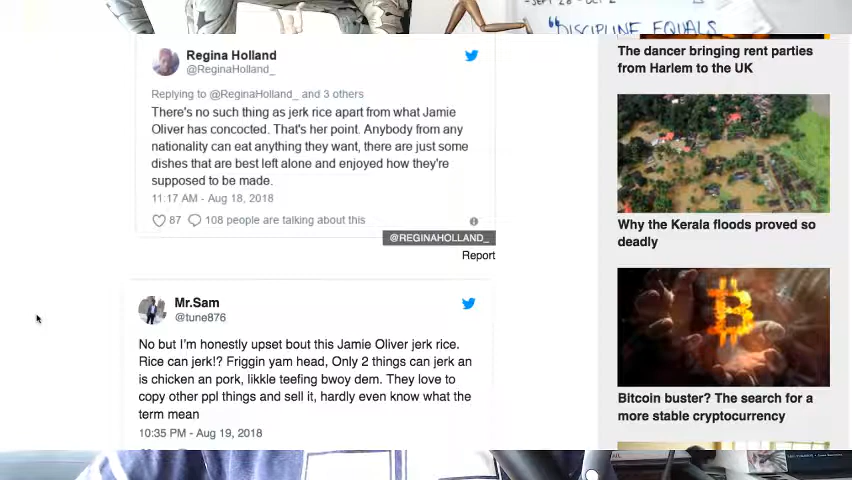 "DISCIPLINE EQUALS
Regina Holland
@ReginaHolland_
Replying to @ReginaHolland_ and 3 others
There's no such thing as jerk rice apart from what Jamie
Oliver has concocted. That's her point. Anybody from any
nationality can eat anything they want, there are just some
dishes that are best left alone and enjoyed how they're
supposed to be made.
11:17 AM - Aug 18, 2018
87 108 people are talking about this
@REGINAHOLLAND_
Report
Mr.Sam
@tune876
No but I'm honestly upset bout this Jamie Oliver jerk rice.
Rice can jerk!? Friggin yam head, Only 2 things can jerk an
is chicken an pork, likkle teefing bwoy dem. They love to
copy other ppl things and sell it, hardly even know what the
term mean
10:35 PM - Aug 19, 2018
The dancer bringing rent parties
from Harlem to the UK
Why the Kerala floods proved so
deadly
Bitcoin buster? The search for a
more stable cryptocurrency